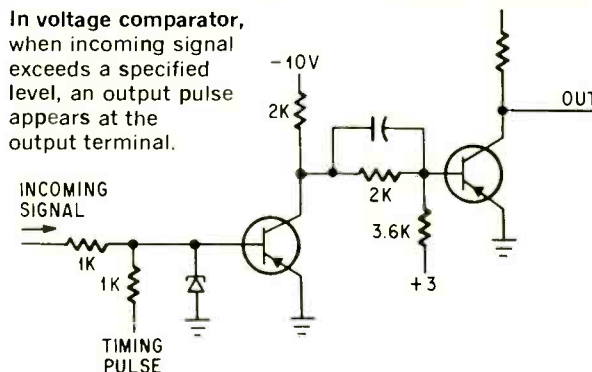 In voltage comparator,
when incoming signal
exceeds a specified
level, an output pulse
appears at the
output terminal.
-10V
2K
OUT
2K
INCOMING
SIGNAL
3.6K
1K
1K
+3
TIMING
PULSE